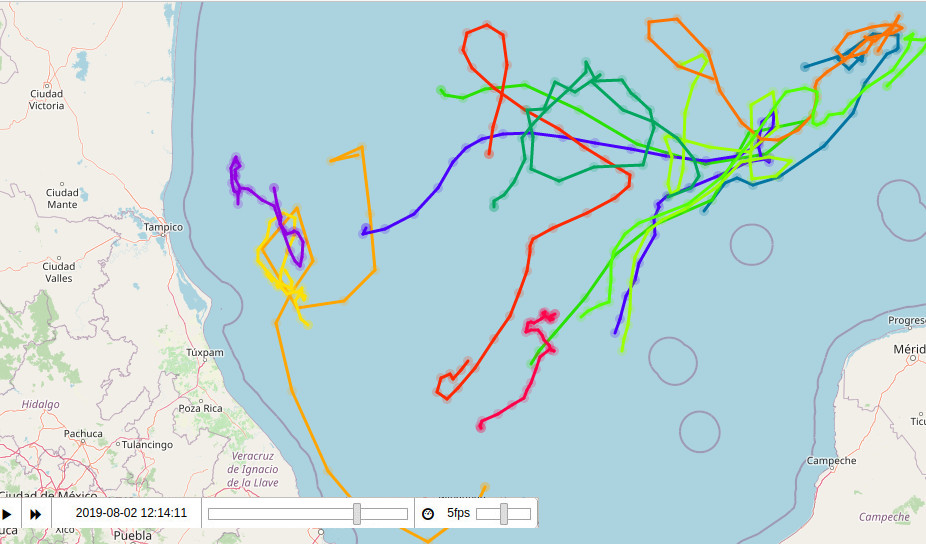 Ciudad
Victoria
Ciudad
Mante
Tampico
Ciudad
Valles
Progres
Mérid
Túxpam
Hidalgo
Poza Rica
Ticu
Pachuca
Tulancingo
Veracruz
de Ignacio
de la Llave
Campeche
Ciudad de México
2019-08-02 12:14:11
5fps
uca
Xico
Puebla
Campeche